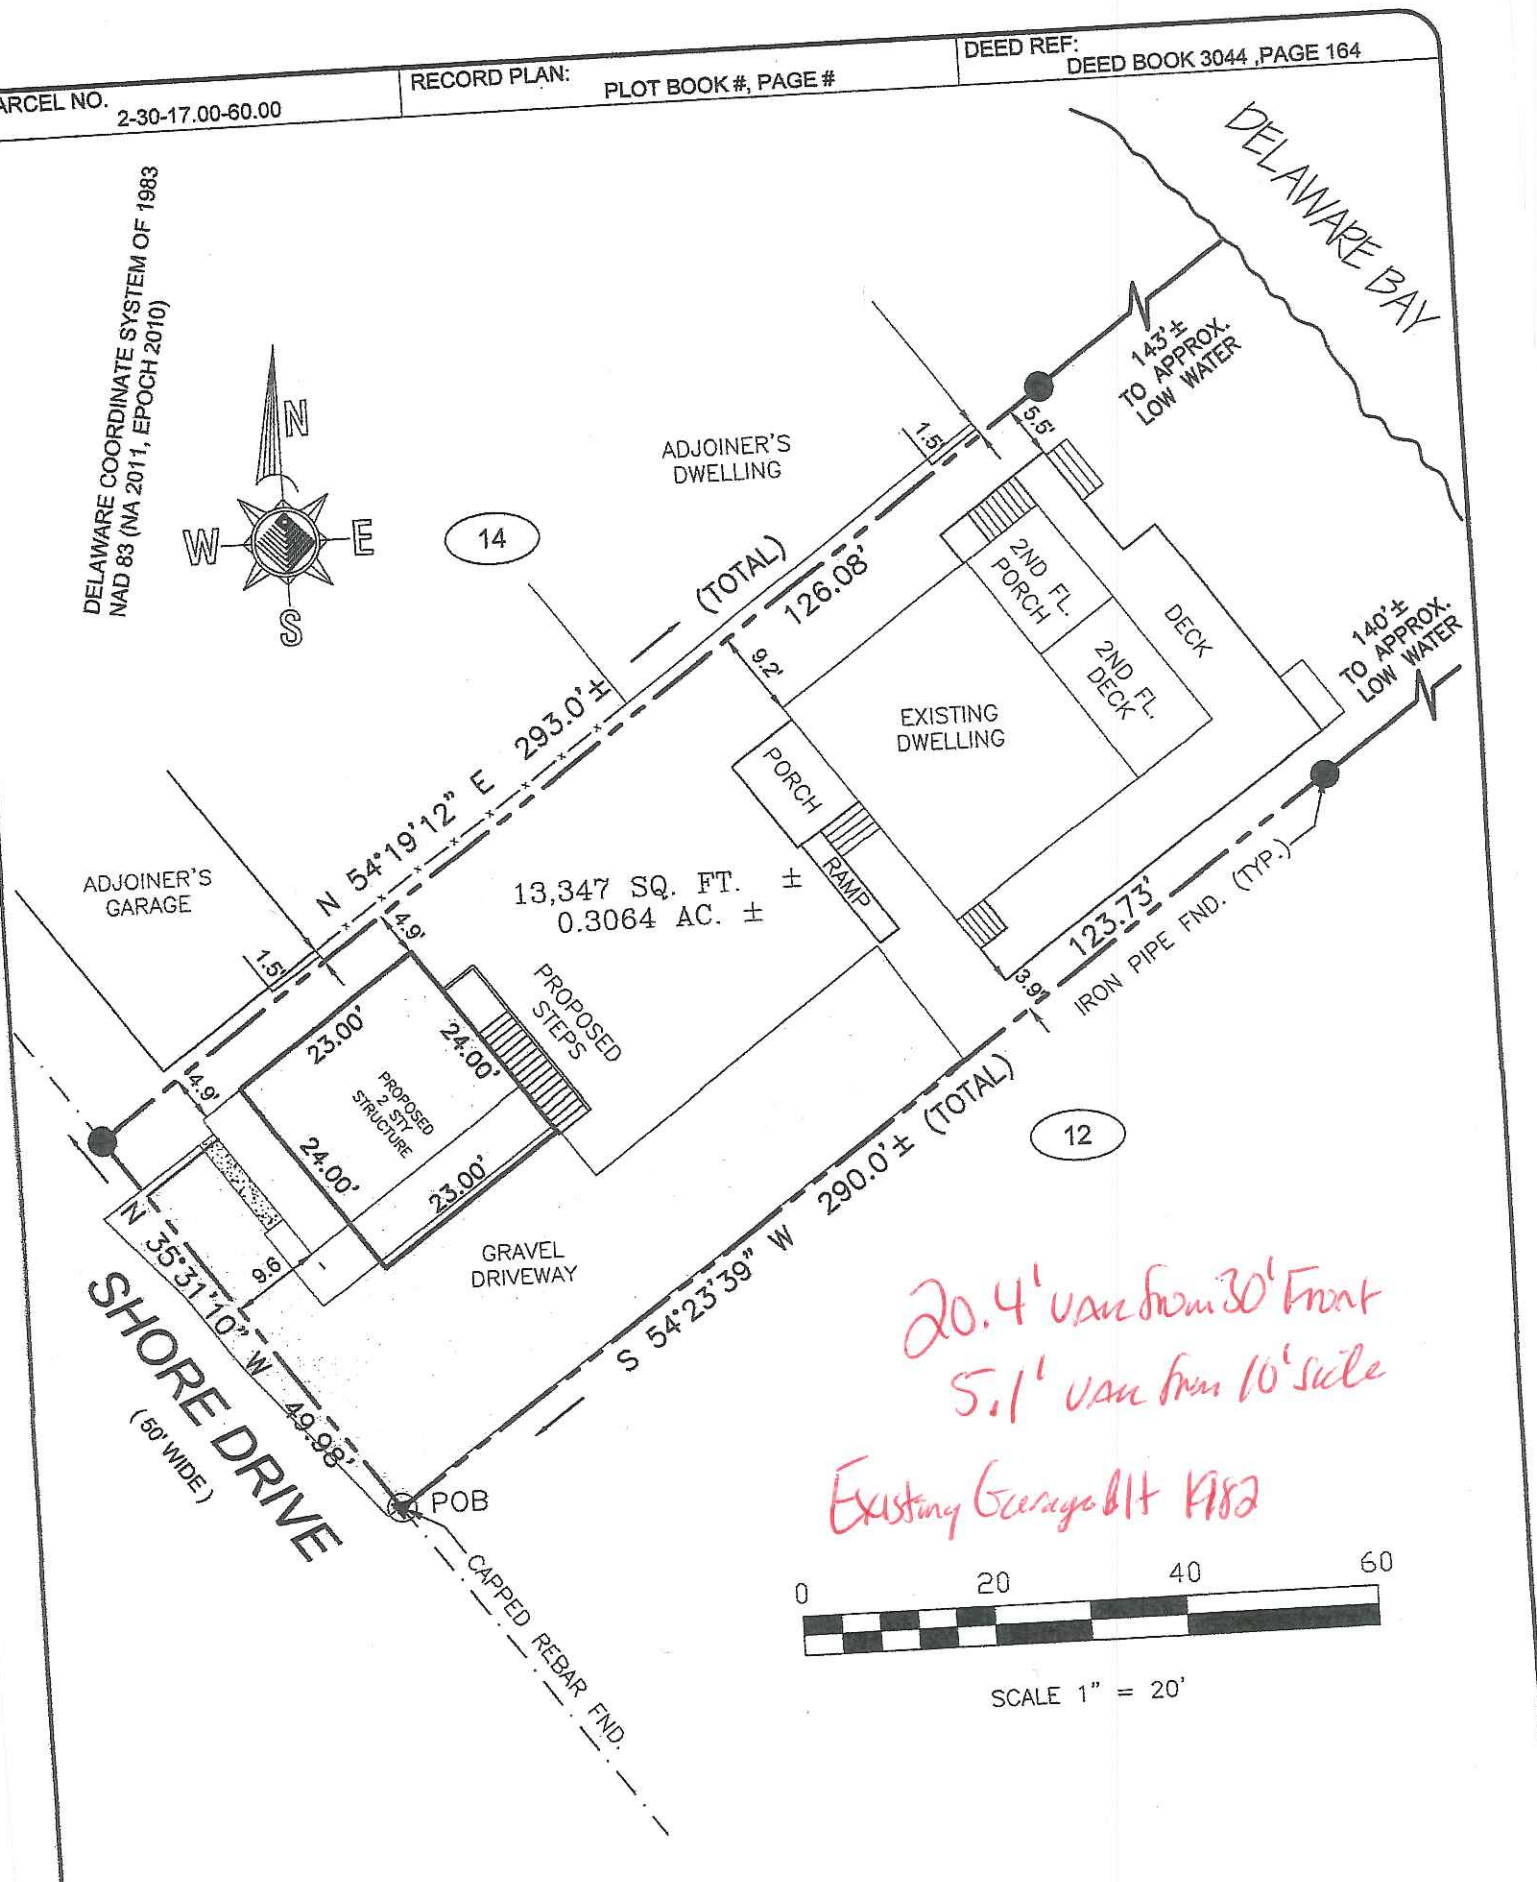 ARCEL NO.
2-30-17.00-60.00
RECORD PLAN:
PLOT BOOK #, PAGE #
DEED REF:
DEED BOOK 3044 ,PAGE 164
DELAWARE BAY
DELAWARE COORDINATE SYSTEM OF 1983
NAD 83 (NA 2011, EPOCH 2010)
N
W
E
S
143'±
TO APPROX.
LOW WATER
ADJOINER'S
DWELLING
1.5'
5.5'
14
(TOTAL)
126.08'
2ND FL.
PORCH
DECK
2ND FL.
DECK
140'±
TO APPROX.
LOW WATER
9.2'
EXISTING
DWELLING
N 54°19'12" E 293.0'±
PORCH
RAMP
ADJOINER'S
GARAGE
13,347 SQ. FT. ±
0.3064 AC. ±
4.9'
1.5'
123.73'
IRON PIPE FND. (TYP.)
3.9'
PROPOSED
STEPS
23.00'
24.00'
PROPOSED
2 STY
STRUCTURE
4.9'
24.00'
23.00'
S 54°23'39" W 290.0'± (TOTAL)
12
GRAVEL
DRIVEWAY
9.6
N 35°31'10" W 49.98'
SHORE DRIVE
(50' WIDE)
POB
CAPPED REBAR FND.
20.4' var from 30' Front
5.1' var from 10' side
Existing Garage Blt 1982
0 20 40 60
SCALE 1" = 20'